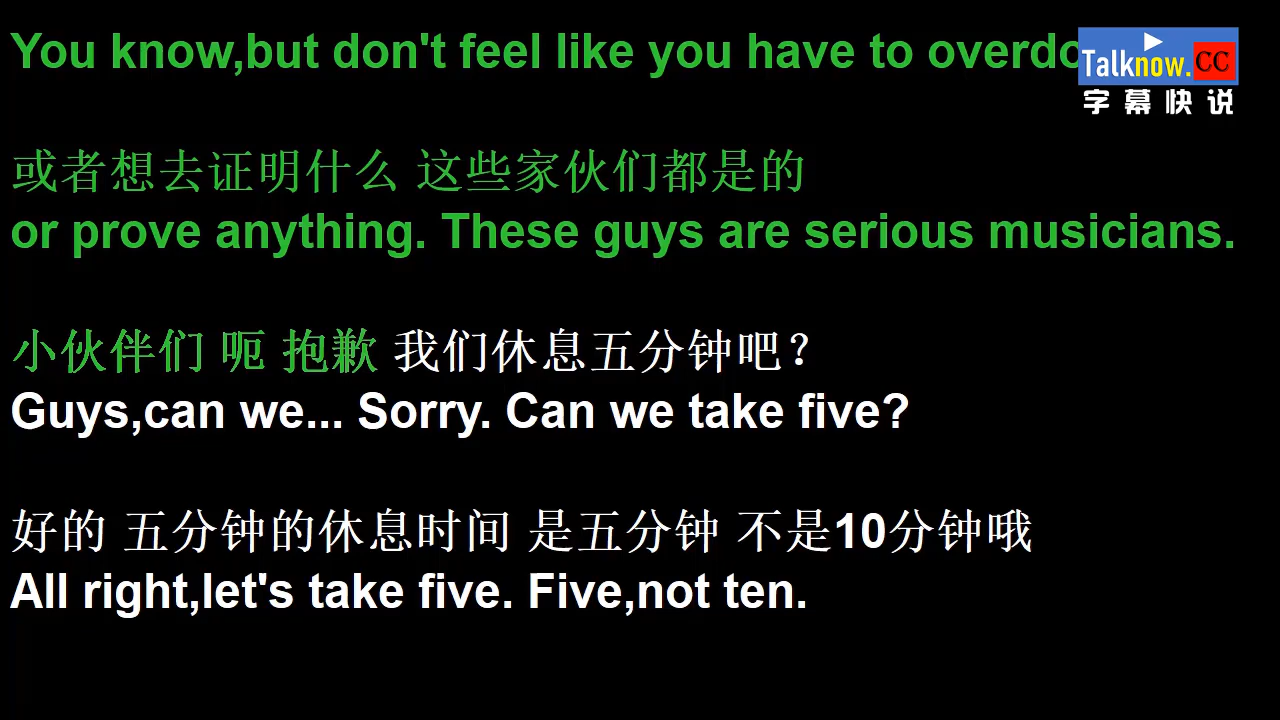 You know,but don't feel like you have to overdo
Talknow.CC
字幕快说
或者想去证明什么 这些家伙们都是的
or prove anything. These guys are serious musicians.
小伙伴们 呃 抱歉 我们休息五分钟吧？
Guys,can we... Sorry. Can we take five?
好的 五分钟的休息时间 是五分钟 不是10分钟哦
All right,let's take five. Five,not ten.